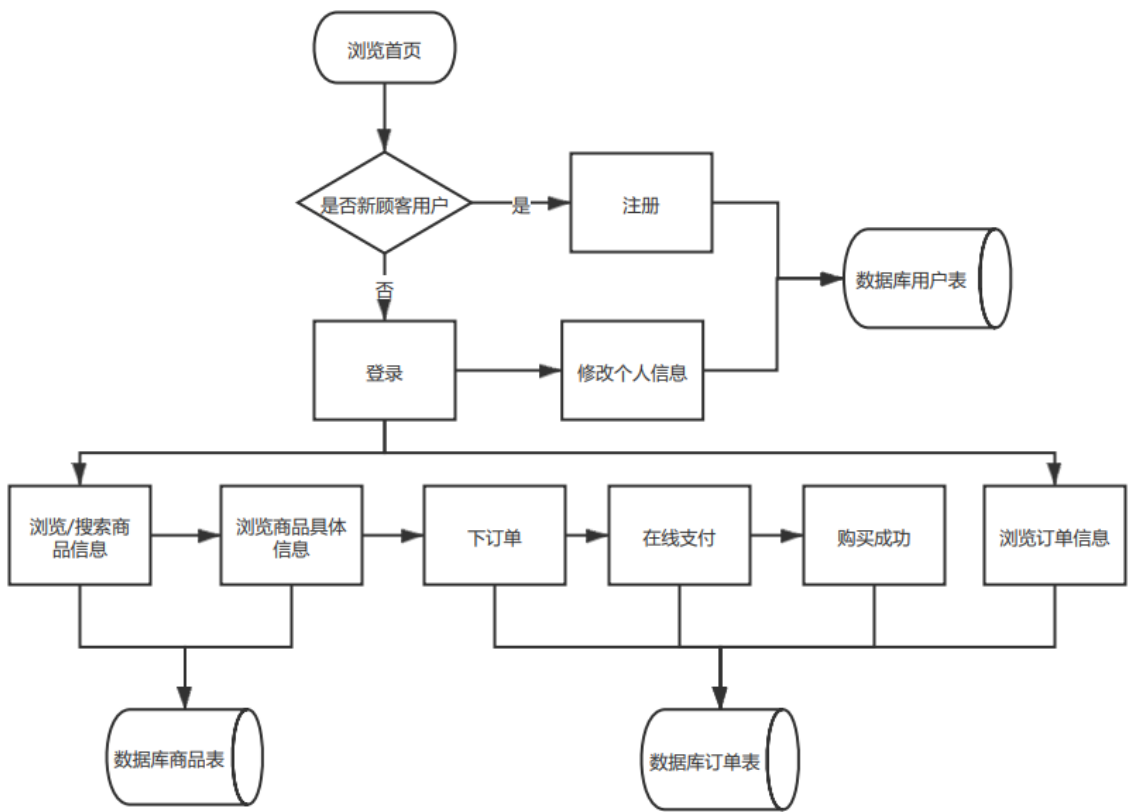 浏览首页
是否新顾客用户
是
注册
数据库用户表
否
登录
修改个人信息
浏览/搜索商
品信息
浏览商品具体
信息
下订单
在线支付
购买成功
浏览订单信息
数据库商品表
数据库订单表